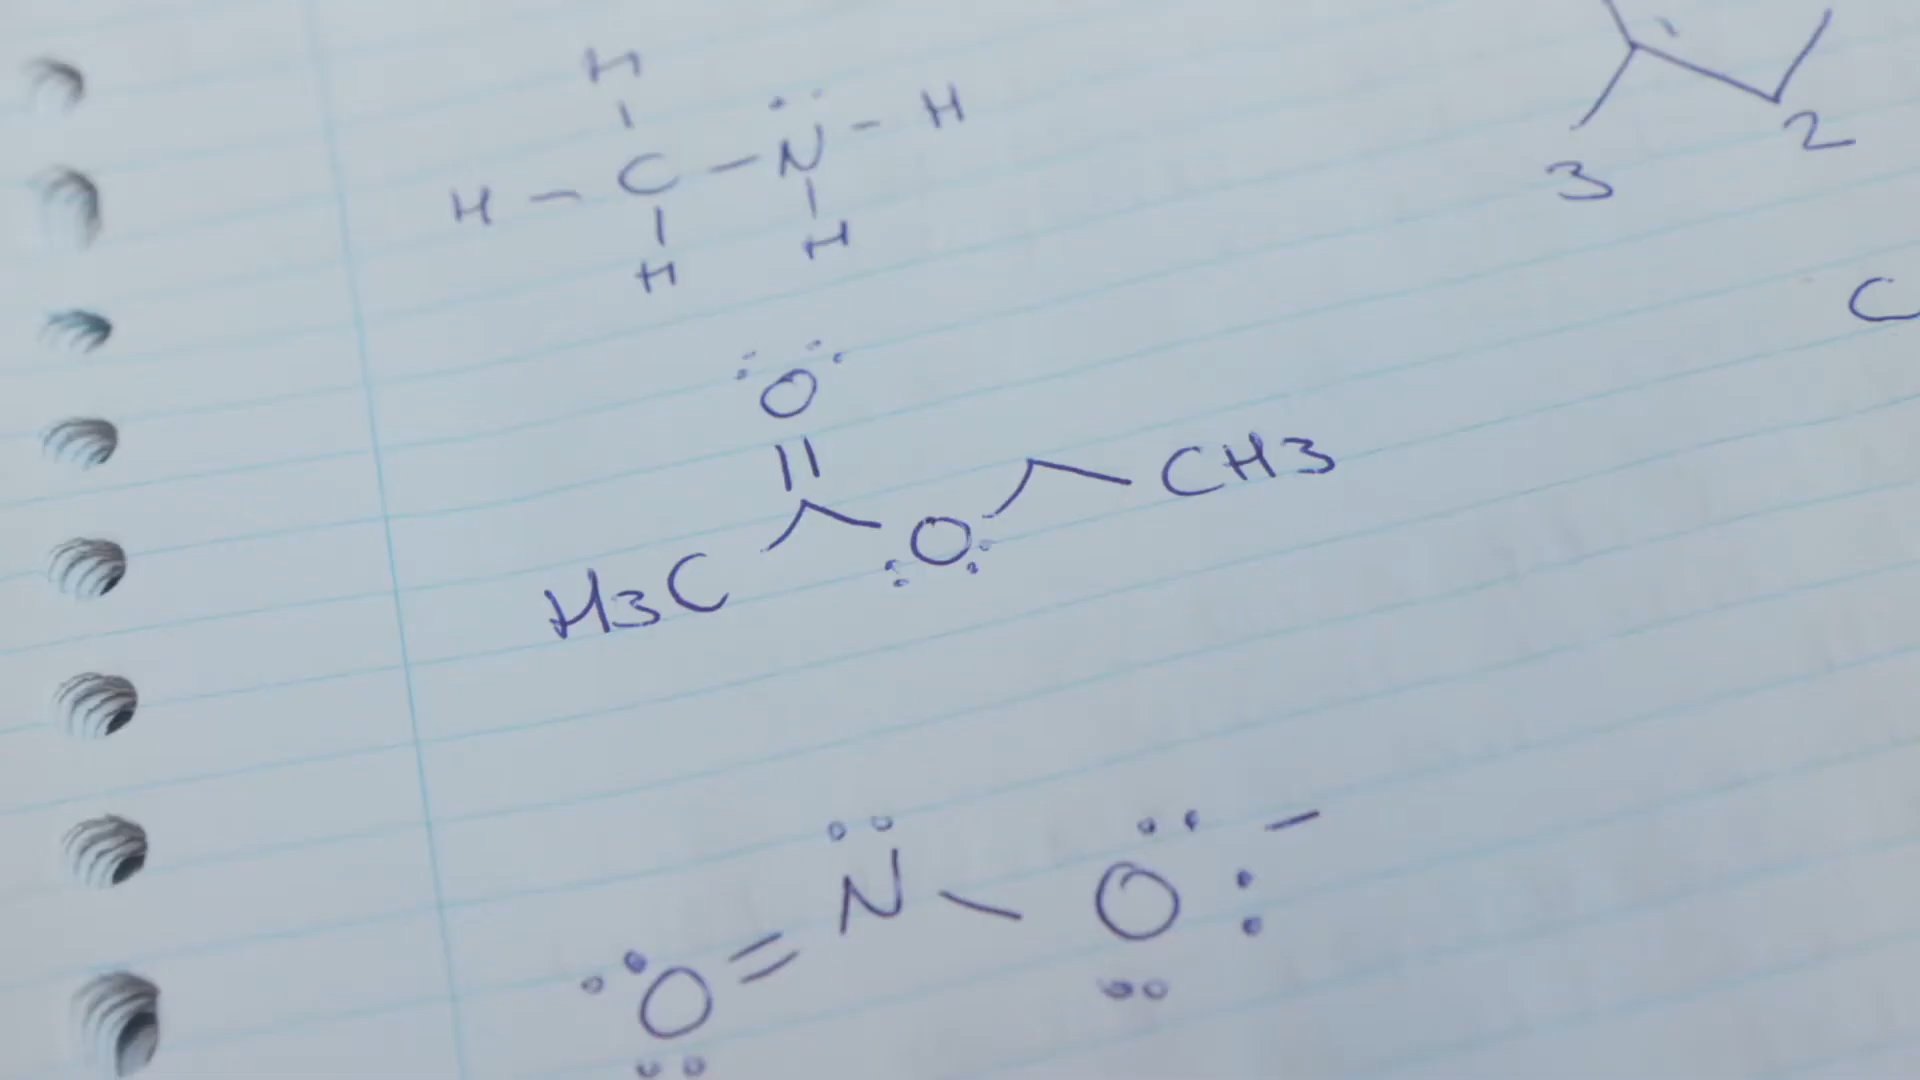 H
H - C - N̈ - H
H H
3 2
C
O
||
H3C O CH3
O = N - O -